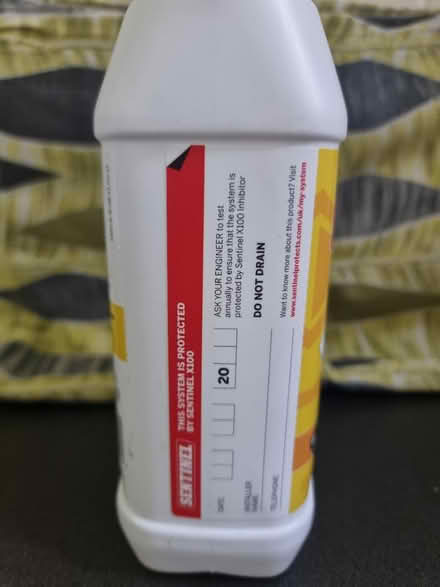 SENTINEL
THIS SYSTEM IS PROTECTED
BY SENTINEL X100
ASK YOUR ENGINEER to test
annually to ensure that the system is
protected by Sentinel X100 Inhibitor
DO NOT DRAIN
DATE:
20
INSTALLER
NAME:
TELEPHONE:
Want to know more about this product? Visit
www.sentinelprotects.com/uk/my-system